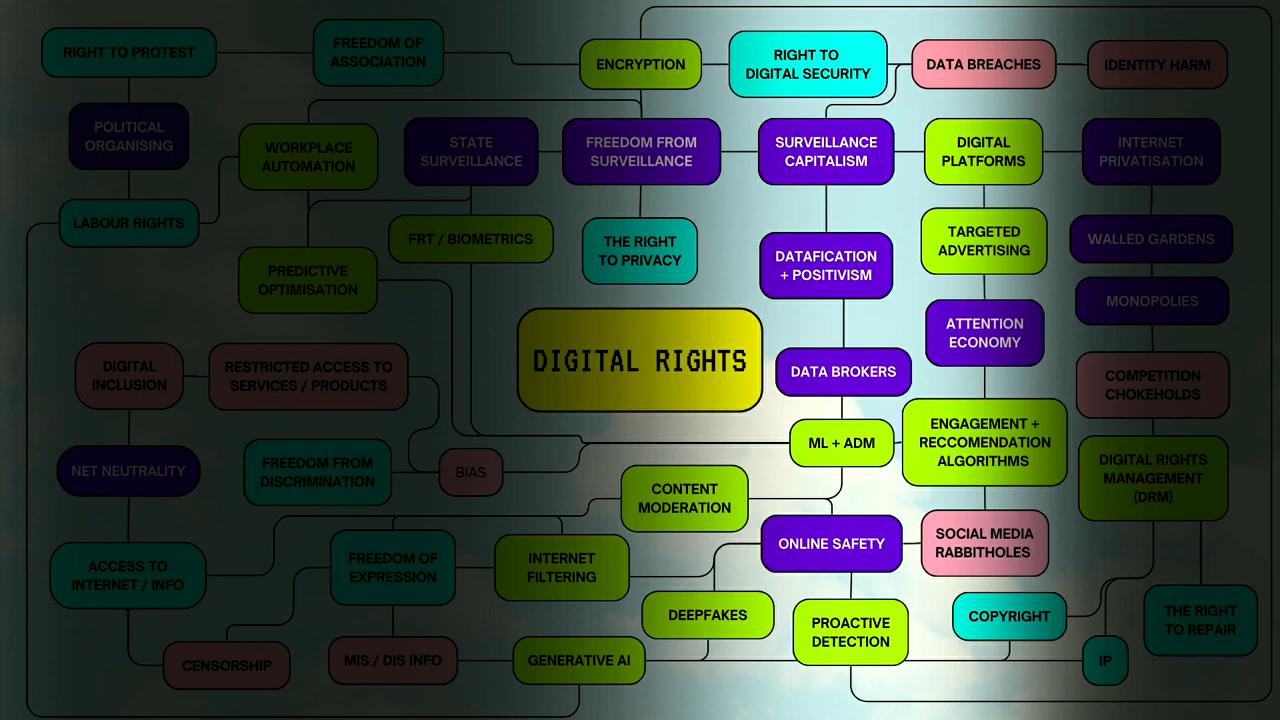 RIGHT TO PROTEST
FREEDOM OF
ASSOCIATION
ENCRYPTION
RIGHT TO
DIGITAL SECURITY
DATA BREACHES
IDENTITY HARM
POLITICAL
ORGANISING
WORKPLACE
AUTOMATION
STATE
SURVEILLANCE
FREEDOM FROM
SURVEILLANCE
SURVEILLANCE
CAPITALISM
DIGITAL
PLATFORMS
INTERNET
PRIVATISATION
LABOUR RIGHTS
FRT / BIOMETRICS
THE RIGHT
TO PRIVACY
TARGETED
ADVERTISING
WALLED GARDENS
PREDICTIVE
OPTIMISATION
DATAFICATION
+ POSITIVISM
MONOPOLIES
ATTENTION
ECONOMY
DIGITAL RIGHTS
DIGITAL
INCLUSION
RESTRICTED ACCESS TO
SERVICES / PRODUCTS
DATA BROKERS
COMPETITION
CHOKEHOLDS
ML + ADM
ENGAGEMENT +
RECCOMENDATION
ALGORITHMS
NET NEUTRALITY
FREEDOM FROM
DISCRIMINATION
BIAS
DIGITAL RIGHTS
MANAGEMENT
(DRM)
CONTENT
MODERATION
ONLINE SAFETY
SOCIAL MEDIA
RABBITHOLES
ACCESS TO
INTERNET / INFO
FREEDOM OF
EXPRESSION
INTERNET
FILTERING
DEEPFAKES
PROACTIVE
DETECTION
COPYRIGHT
THE RIGHT
TO REPAIR
CENSORSHIP
MIS / DIS INFO
GENERATIVE AI
IP